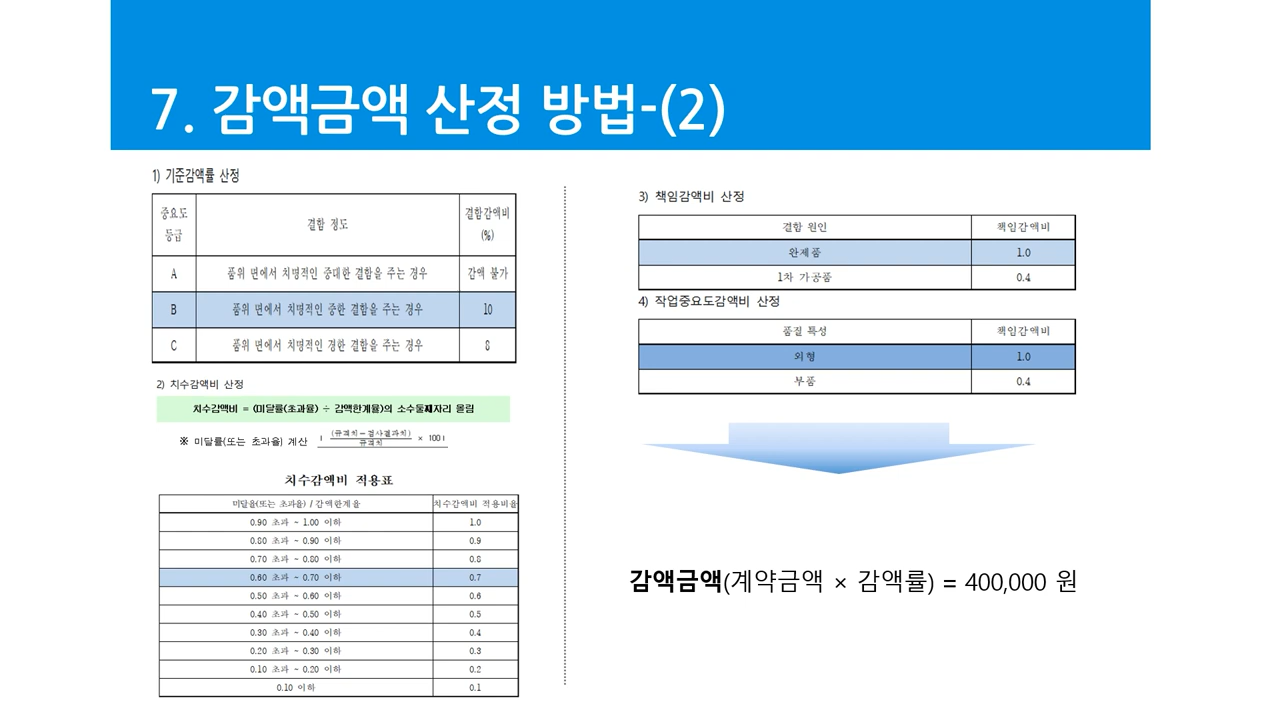 7. 감액금액 산정 방법-(2)
1) 기준감액률 산정
중요도 등급 결함 정도 결함감액비 (%)
A 품위 면에서 치명적인 중대한 결함을 주는 경우 감액 불가
B 품위 면에서 치명적인 중한 결함을 주는 경우 10
C 품위 면에서 치명적인 경한 결함을 주는 경우 8
2) 치수감액비 산정
치수감액비 = (미달률(초과율) ÷ 감액한계율)의 소수둘째자리 올림
※ 미달률(또는 초과율) 계산 | (규격치-검사결과치) / 규격치 × 100 |
치수감액비 적용표
미달율(또는 초과율) / 감액한계율 치수감액비 적용비율
0.90 초과 ~ 1.00 이하 1.0
0.80 초과 ~ 0.90 이하 0.9
0.70 초과 ~ 0.80 이하 0.8
0.60 초과 ~ 0.70 이하 0.7
0.50 초과 ~ 0.60 이하 0.6
0.40 초과 ~ 0.50 이하 0.5
0.30 초과 ~ 0.40 이하 0.4
0.20 초과 ~ 0.30 이하 0.3
0.10 초과 ~ 0.20 이하 0.2
0.10 이하 0.1
3) 책임감액비 산정
결함 원인 책임감액비
완제품 1.0
1차 가공품 0.4
4) 작업중요도감액비 산정
품질 특성 책임감액비
외형 1.0
부품 0.4
감액금액(계약금액 × 감액률) = 400,000 원